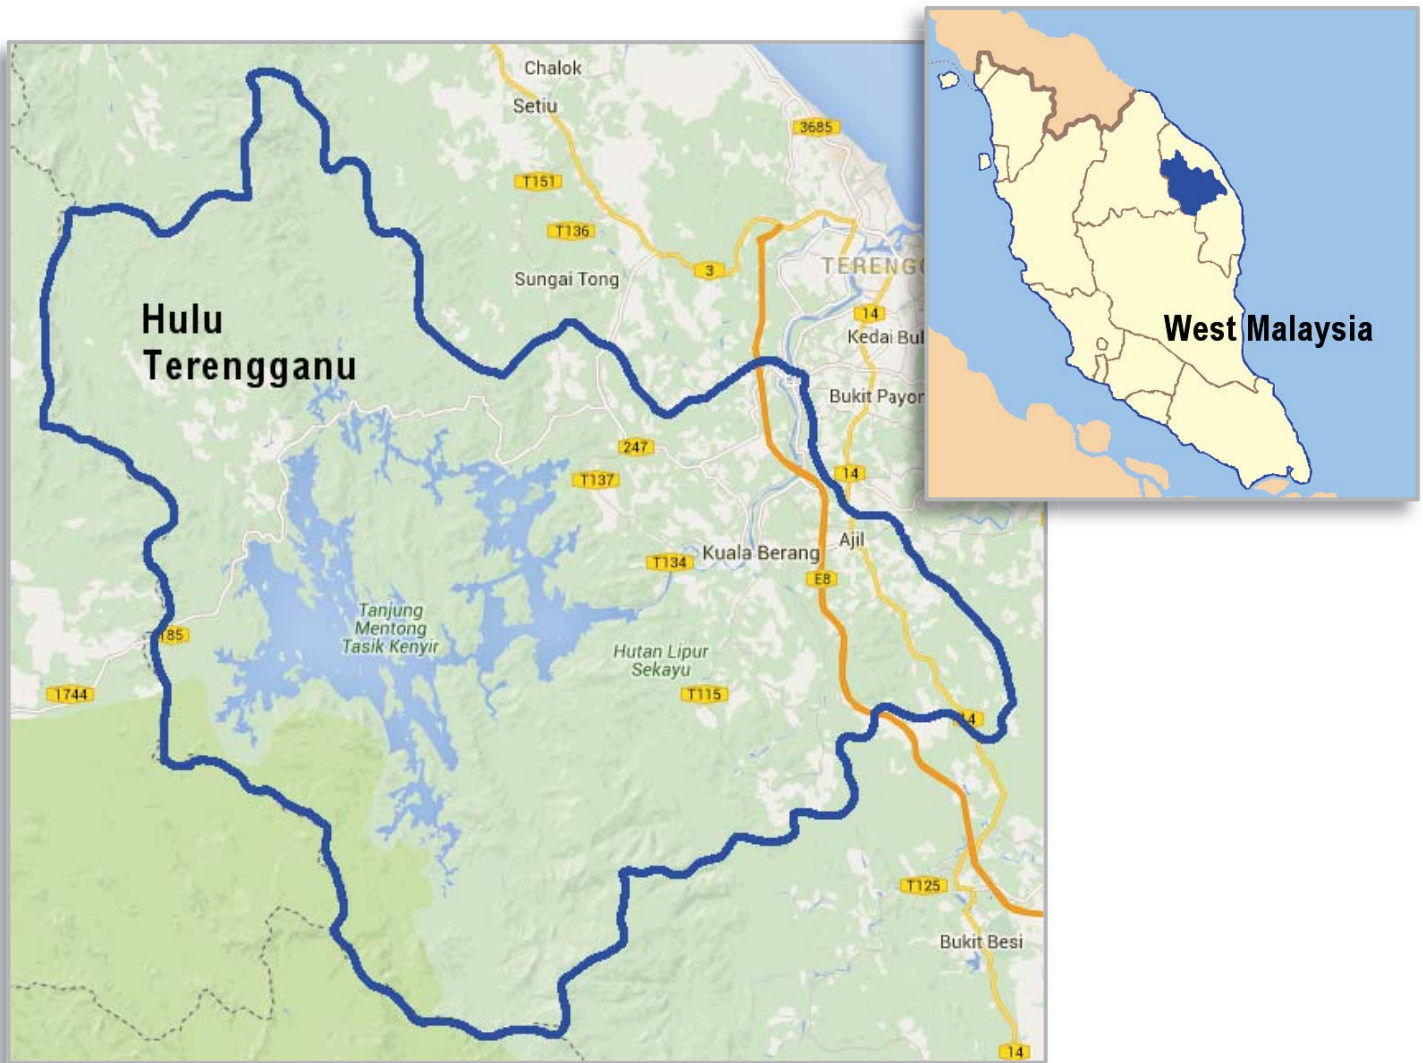 Chalok
Setiu
3685
T151
T136
3
Sungai Tong
TERENGG
14
Kedai Bul
Hulu
Terengganu
West Malaysia
Bukit Payor
247
T137
14
Ajil
Kuala Berang
T134
E8
Tanjung
Mentong
Tasik Kenyir
185
Hutan Lipur
Sekayu
1744
T115
14
T125
Bukit Besi
14